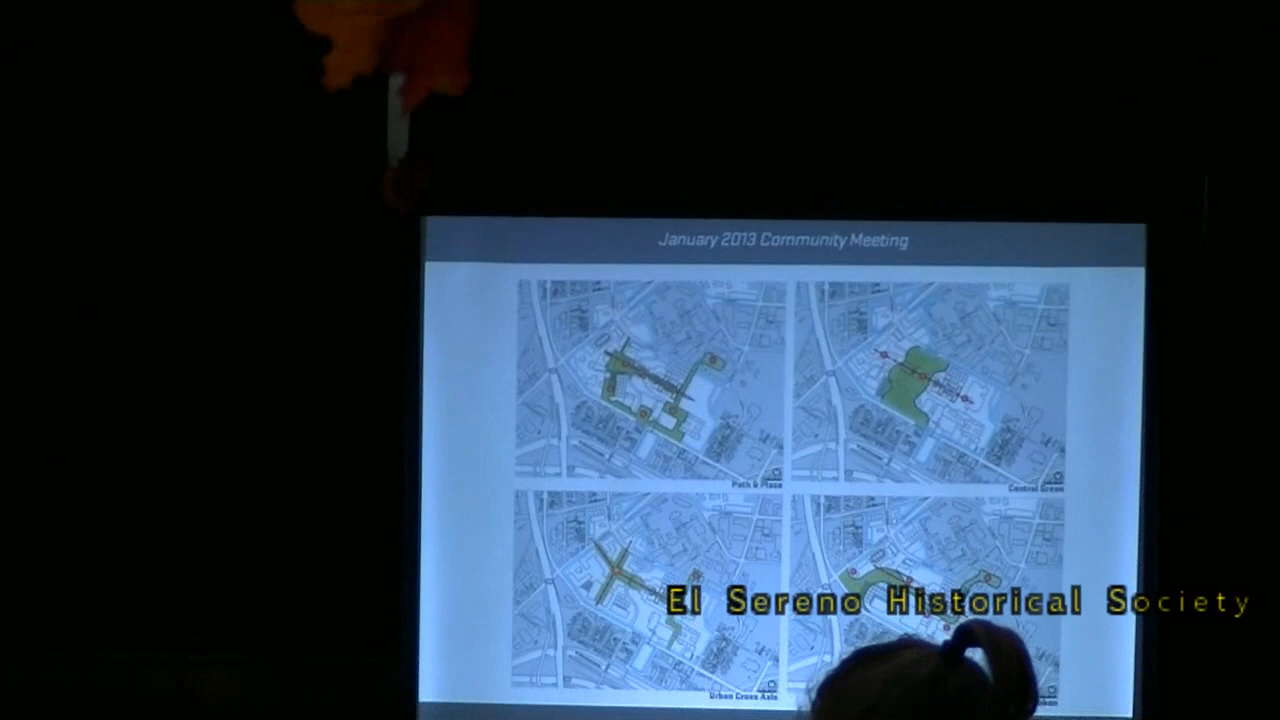 January 2013 Community Meeting
Path & Plaza
Central Green
Urban Cross Axis
El Sereno Historical Society